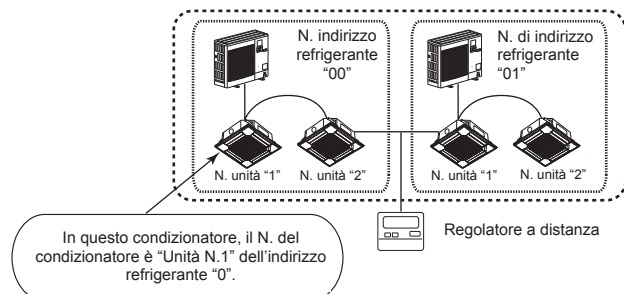 N. indirizzo
refrigerante
“00”
N. di indirizzo
refrigerante
“01”
N. unità “1”
N. unità “2”
N. unità “1”
N. unità “2”
In questo condizionatore, il N. del
condizionatore è “Unità N.1” dell’indirizzo
refrigerante “0”.
Regolatore a distanza